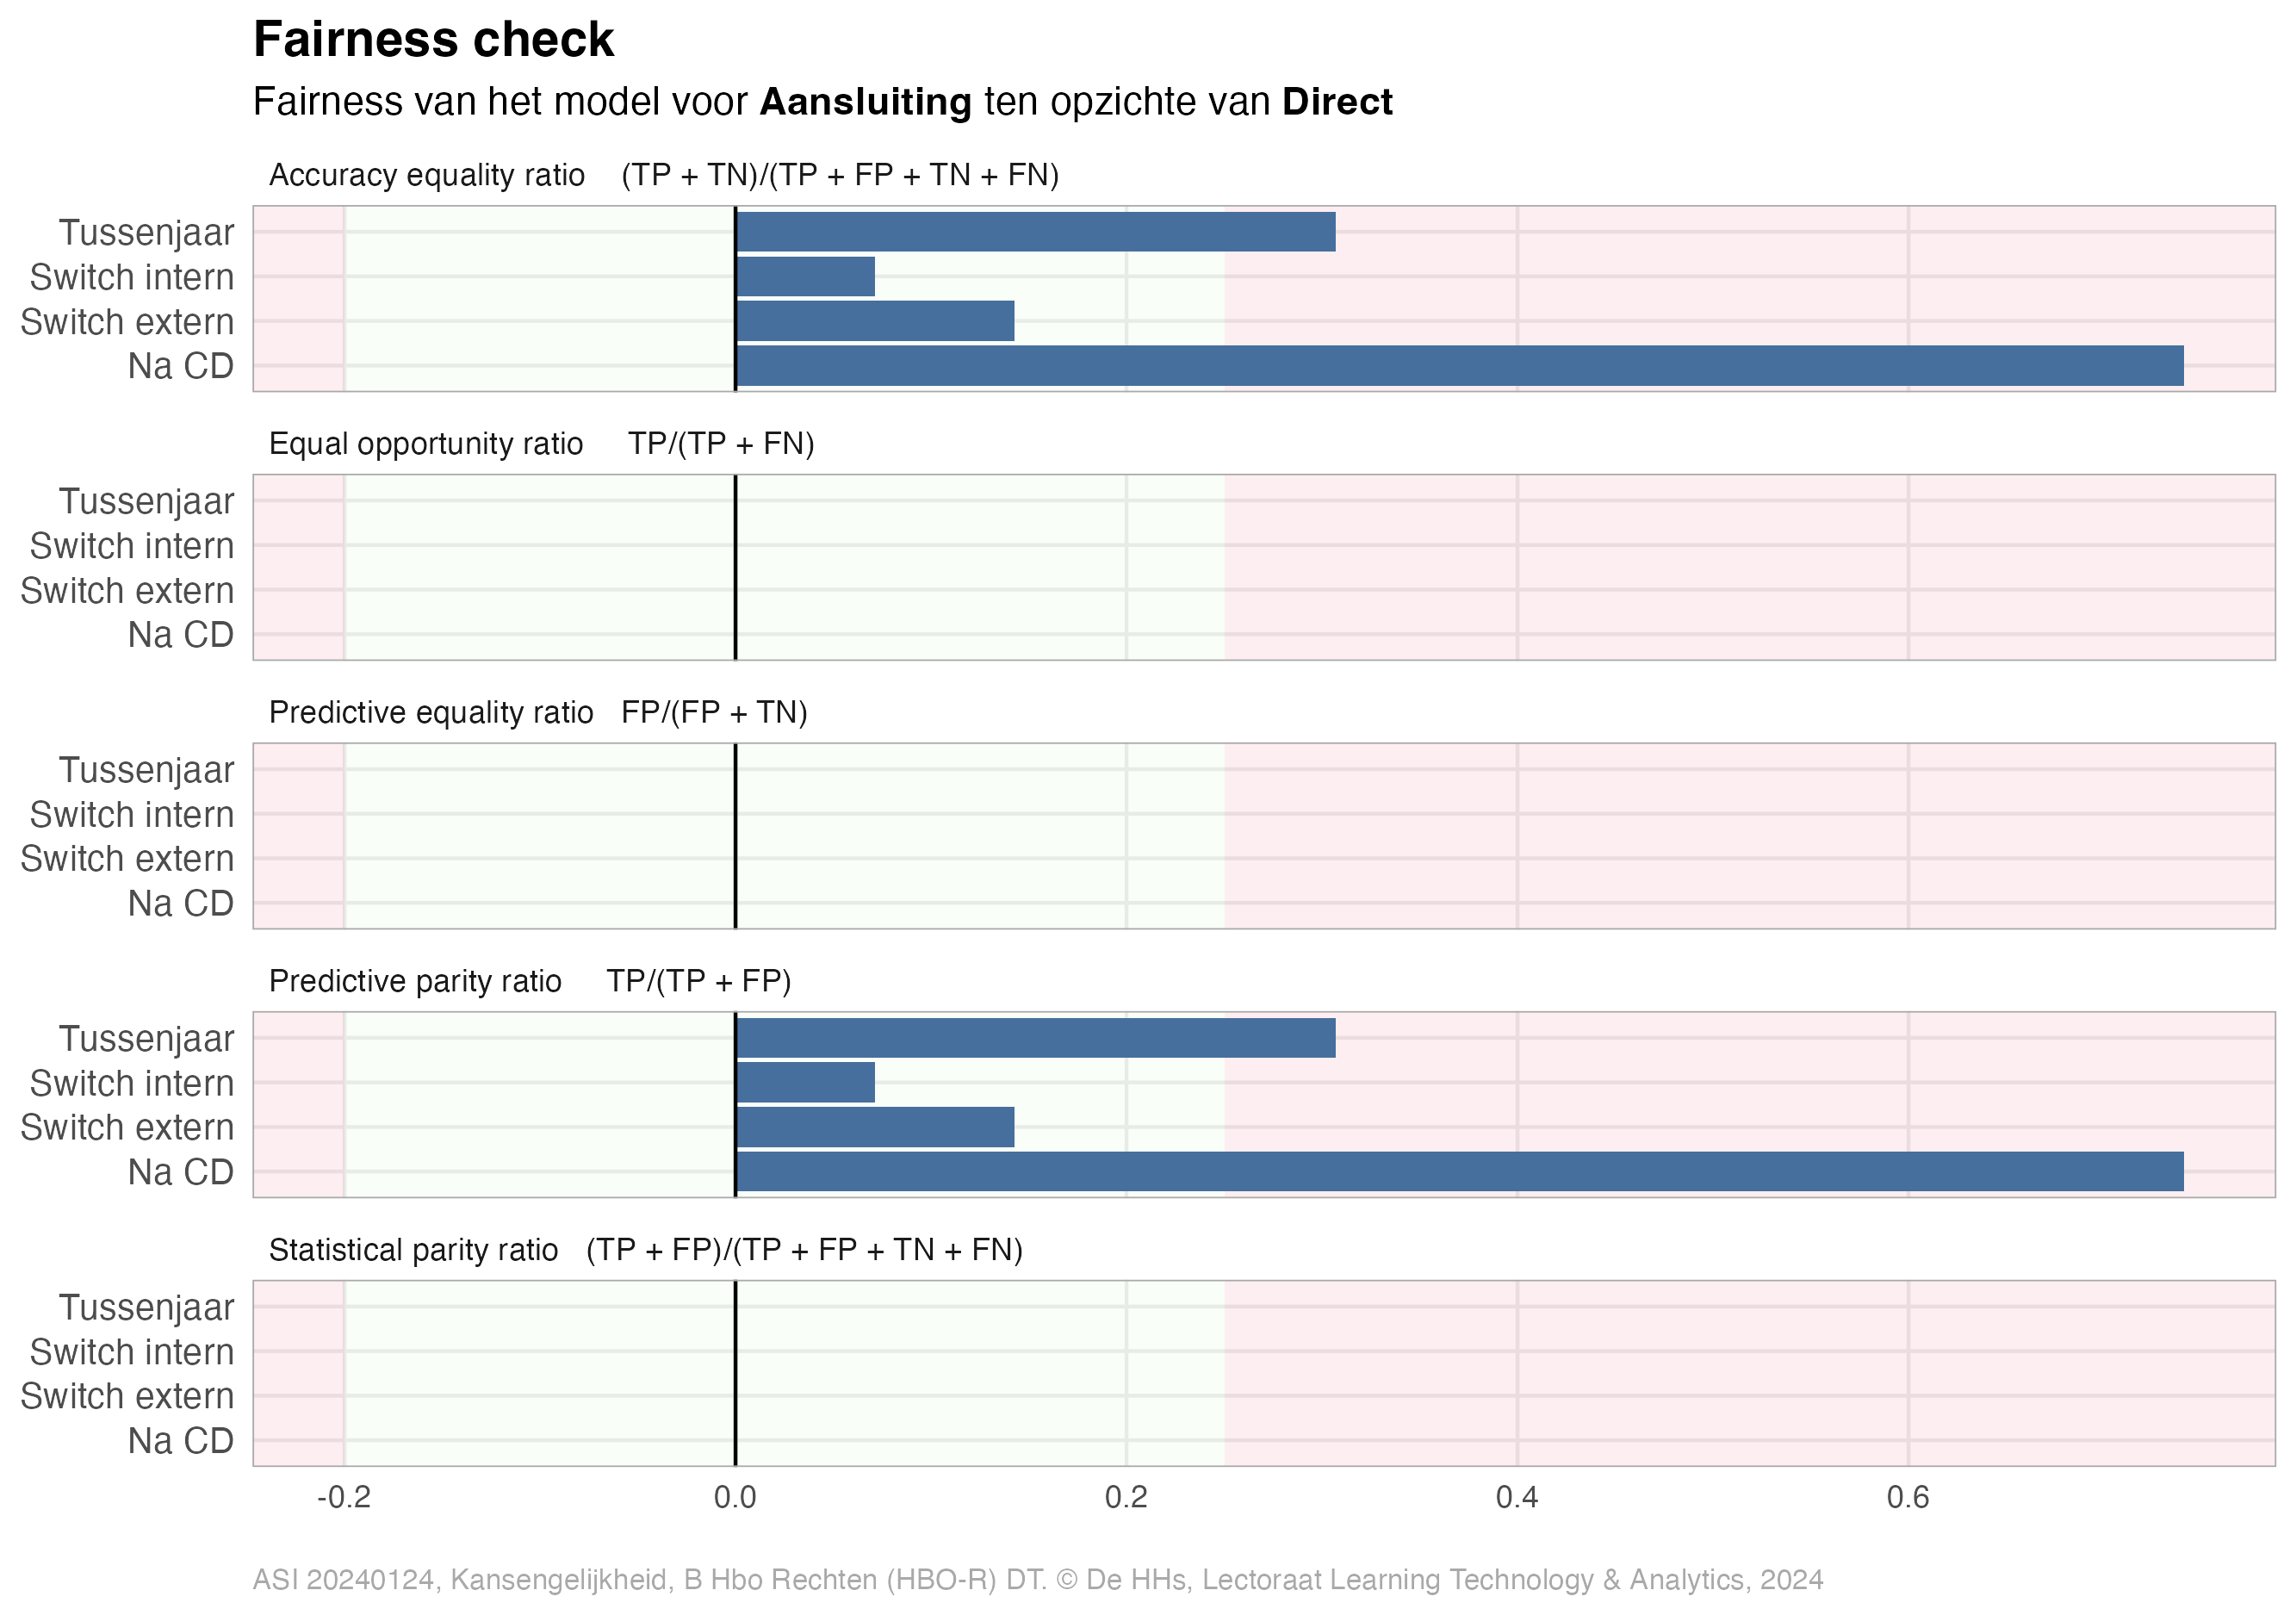 Fairness check
Fairness van het model voor Aansluiting ten opzichte van Direct
Accuracy equality ratio (TP + TN)/(TP + FP + TN + FN)
Tussenjaar
Switch intern
Switch extern
Na CD
Equal opportunity ratio TP/(TP + FN)
Tussenjaar
Switch intern
Switch extern
Na CD
Predictive equality ratio FP/(FP + TN)
Tussenjaar
Switch intern
Switch extern
Na CD
Predictive parity ratio TP/(TP + FP)
Tussenjaar
Switch intern
Switch extern
Na CD
Statistical parity ratio (TP + FP)/(TP + FP + TN + FN)
Tussenjaar
Switch intern
Switch extern
Na CD
-0.2 0.0 0.2 0.4 0.6
ASI 20240124, Kansengelijkheid, B Hbo Rechten (HBO-R) DT. © De HHs, Lectoraat Learning Technology & Analytics, 2024